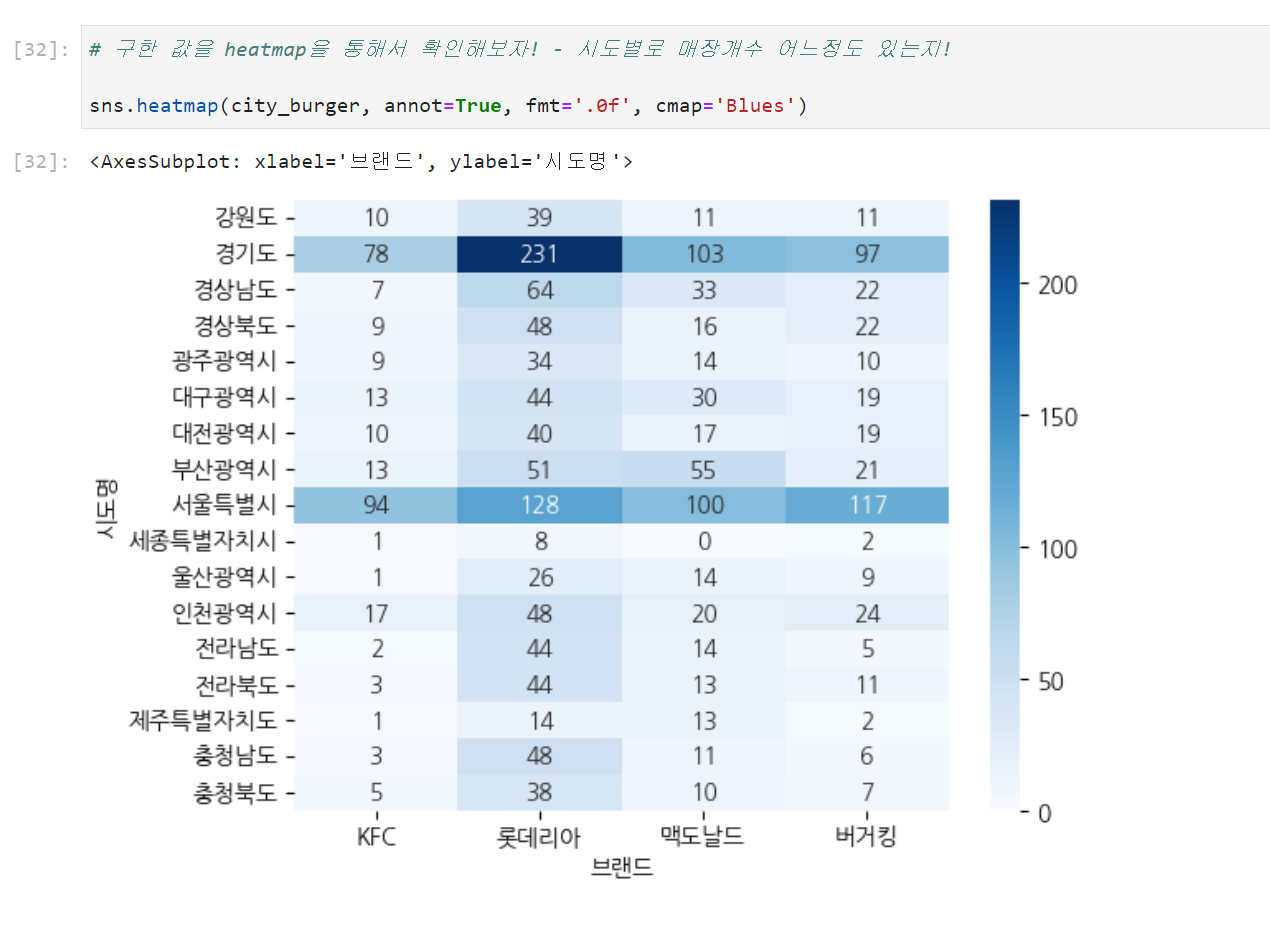 [32]: # 구한 값을 heatmap을 통해서 확인해보자! - 시도별로 매장개수 어느정도 있는지!
sns.heatmap(city_burger, annot=True, fmt='.0f', cmap='Blues')
[32]: <AxesSubplot: xlabel='브랜드', ylabel='시도명'>
강원도 10 39 11 11
경기도 78 231 103 97
경상남도 7 64 33 22
경상북도 9 48 16 22
광주광역시 9 34 14 10
대구광역시 13 44 30 19
대전광역시 10 40 17 19
부산광역시 13 51 55 21
서울특별시 94 128 100 117
세종특별자치시 1 8 0 2
울산광역시 1 26 14 9
인천광역시 17 48 20 24
전라남도 2 44 14 5
전라북도 3 44 13 11
제주특별자치도 1 14 13 2
충청남도 3 48 11 6
충청북도 5 38 10 7
KFC 롯데리아 맥도날드 버거킹
브랜드
시도명
200
150
100
50
0